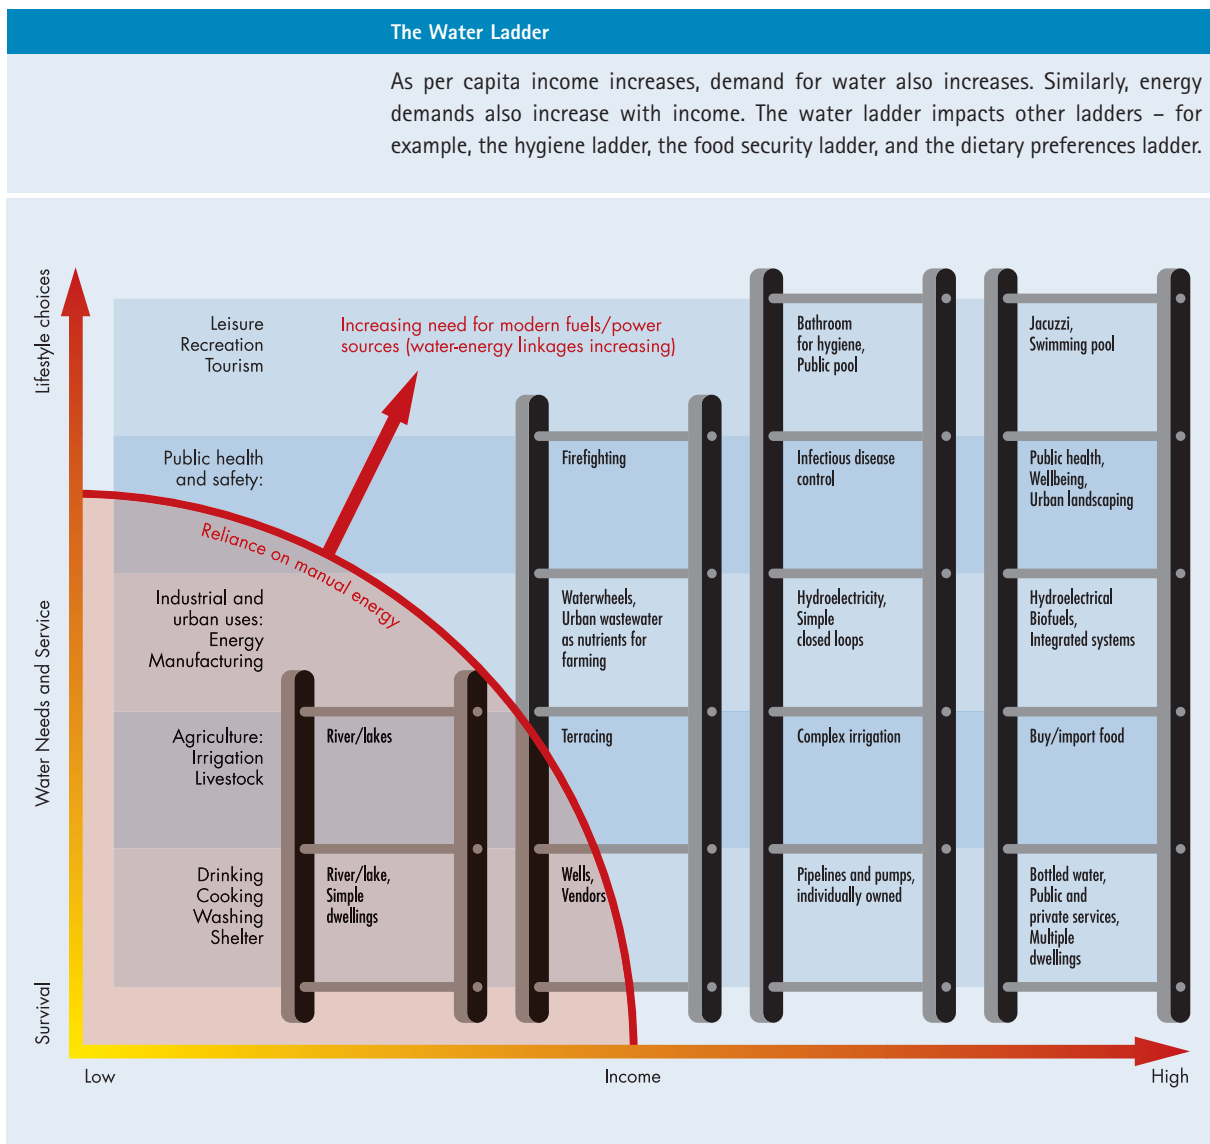 The Water Ladder
As per capita income increases, demand for water also increases. Similarly, energy
demands also increase with income. The water ladder impacts other ladders – for
example, the hygiene ladder, the food security ladder, and the dietary preferences ladder.
Lifestyle choices
Water Needs and Service
Survival
Leisure
Recreation
Tourism
Increasing need for modern fuels/power
sources (water-energy linkages increasing)
Bathroom
for hygiene,
Public pool
Jacuzzi,
Swimming pool
Public health
and safety:
Firefighting
Infectious disease
control
Public health,
Wellbeing,
Urban landscaping
Reliance on manual energy
Industrial and
urban uses:
Energy
Manufacturing
Waterwheels,
Urban wastewater
as nutrients for
farming
Hydroelectricity,
Simple
closed loops
Hydroelectrical
Biofuels,
Integrated systems
Agriculture:
Irrigation
Livestock
River/lakes
Terracing
Complex irrigation
Buy/import food
Drinking
Cooking
Washing
Shelter
River/lake,
Simple
dwellings
Wells,
Vendors
Pipelines and pumps,
individually owned
Bottled water,
Public and
private services,
Multiple
dwellings
Low
Income
High